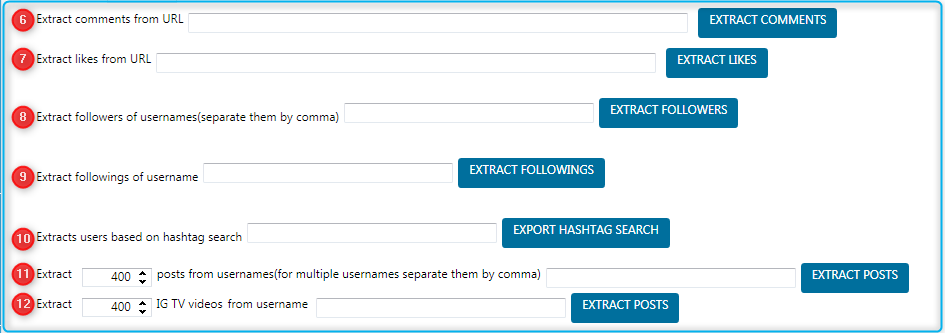 6 Extract comments from URL EXTRACT COMMENTS
7 Extract likes from URL EXTRACT LIKES
8 Extract followers of usernames(separate them by comma) EXTRACT FOLLOWERS
9 Extract followings of username EXTRACT FOLLOWINGS
10 Extracts users based on hashtag search EXPORT HASHTAG SEARCH
11 Extract 400 posts from usernames(for multiple usernames separate them by comma) EXTRACT POSTS
12 Extract 400 IG TV videos from username EXTRACT POSTS